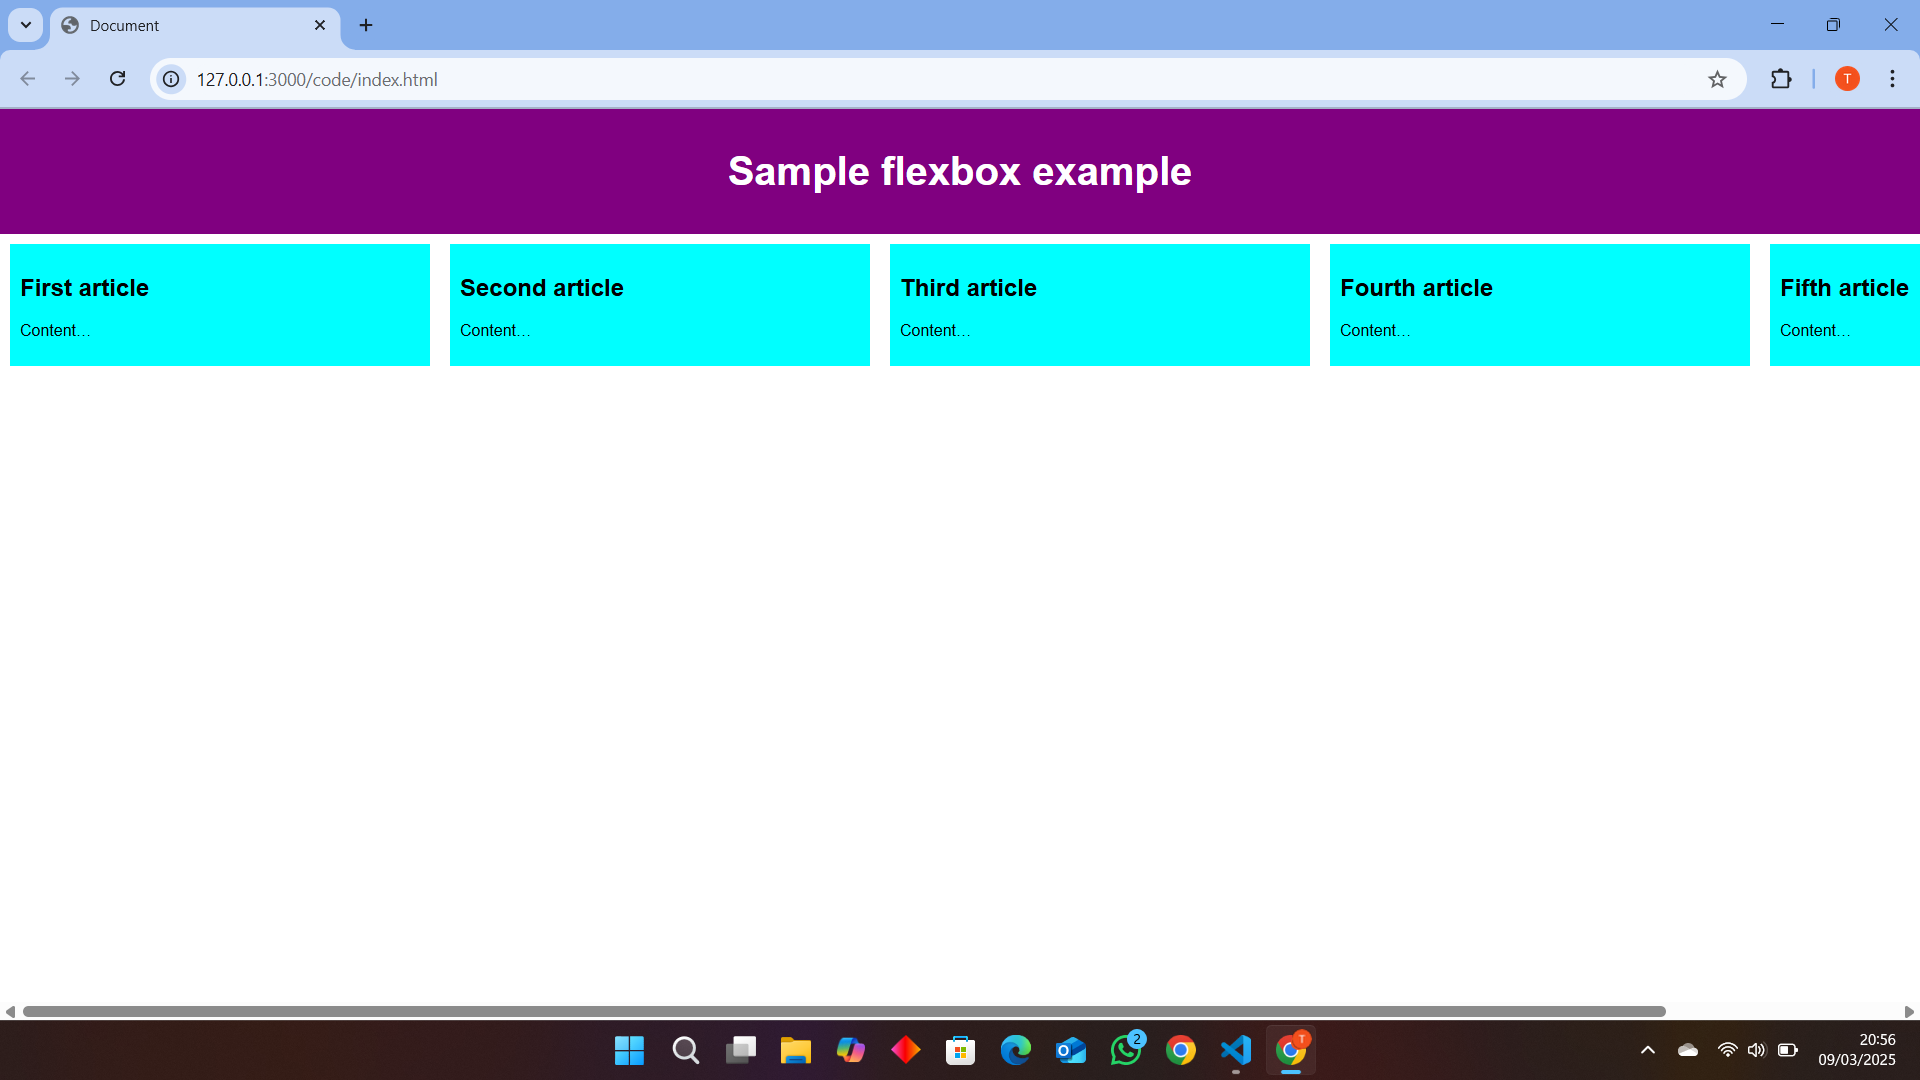 Document
127.0.0.1:3000/code/index.html
T
Sample flexbox example
First article
Content…
Second article
Content…
Third article
Content…
Fourth article
Content…
Fifth article
Content…
2
T
20:56
09/03/2025